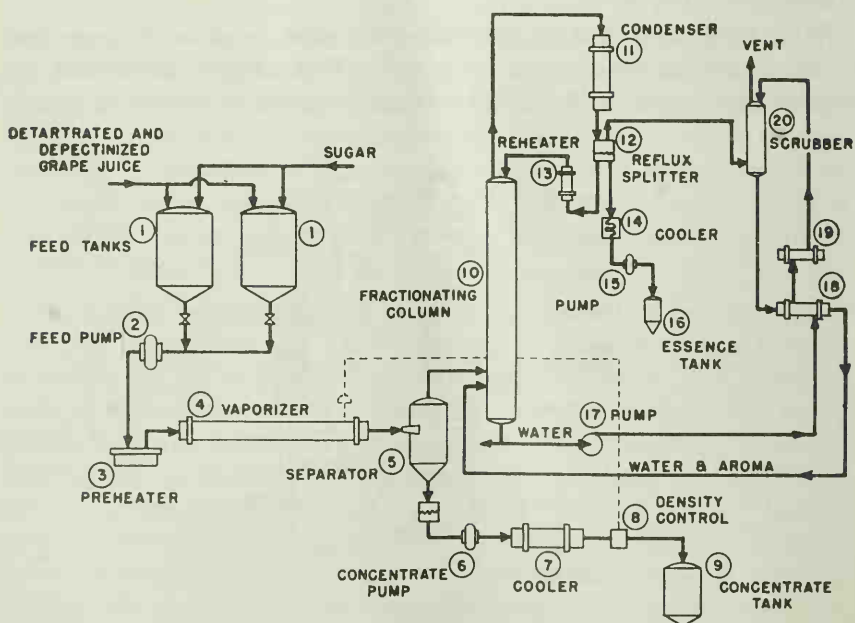 CONDENSER
11
VENT
20
SCRUBBER
DETARTRATED AND
DEPECTINIZED
GRAPE JUICE
SUGAR
REHEATER
13
12
REFLUX
SPLITTER
1
1
FEED TANKS
14
COOLER
19
10
FRACTIONATING
COLUMN
15
PUMP
18
16
ESSENCE
TANK
2
FEED PUMP
4
VAPORIZER
17
PUMP
WATER
3
PREHEATER
SEPARATOR
5
WATER & AROMA
8
DENSITY
CONTROL
CONCENTRATE
PUMP
6
7
COOLER
9
CONCENTRATE
TANK